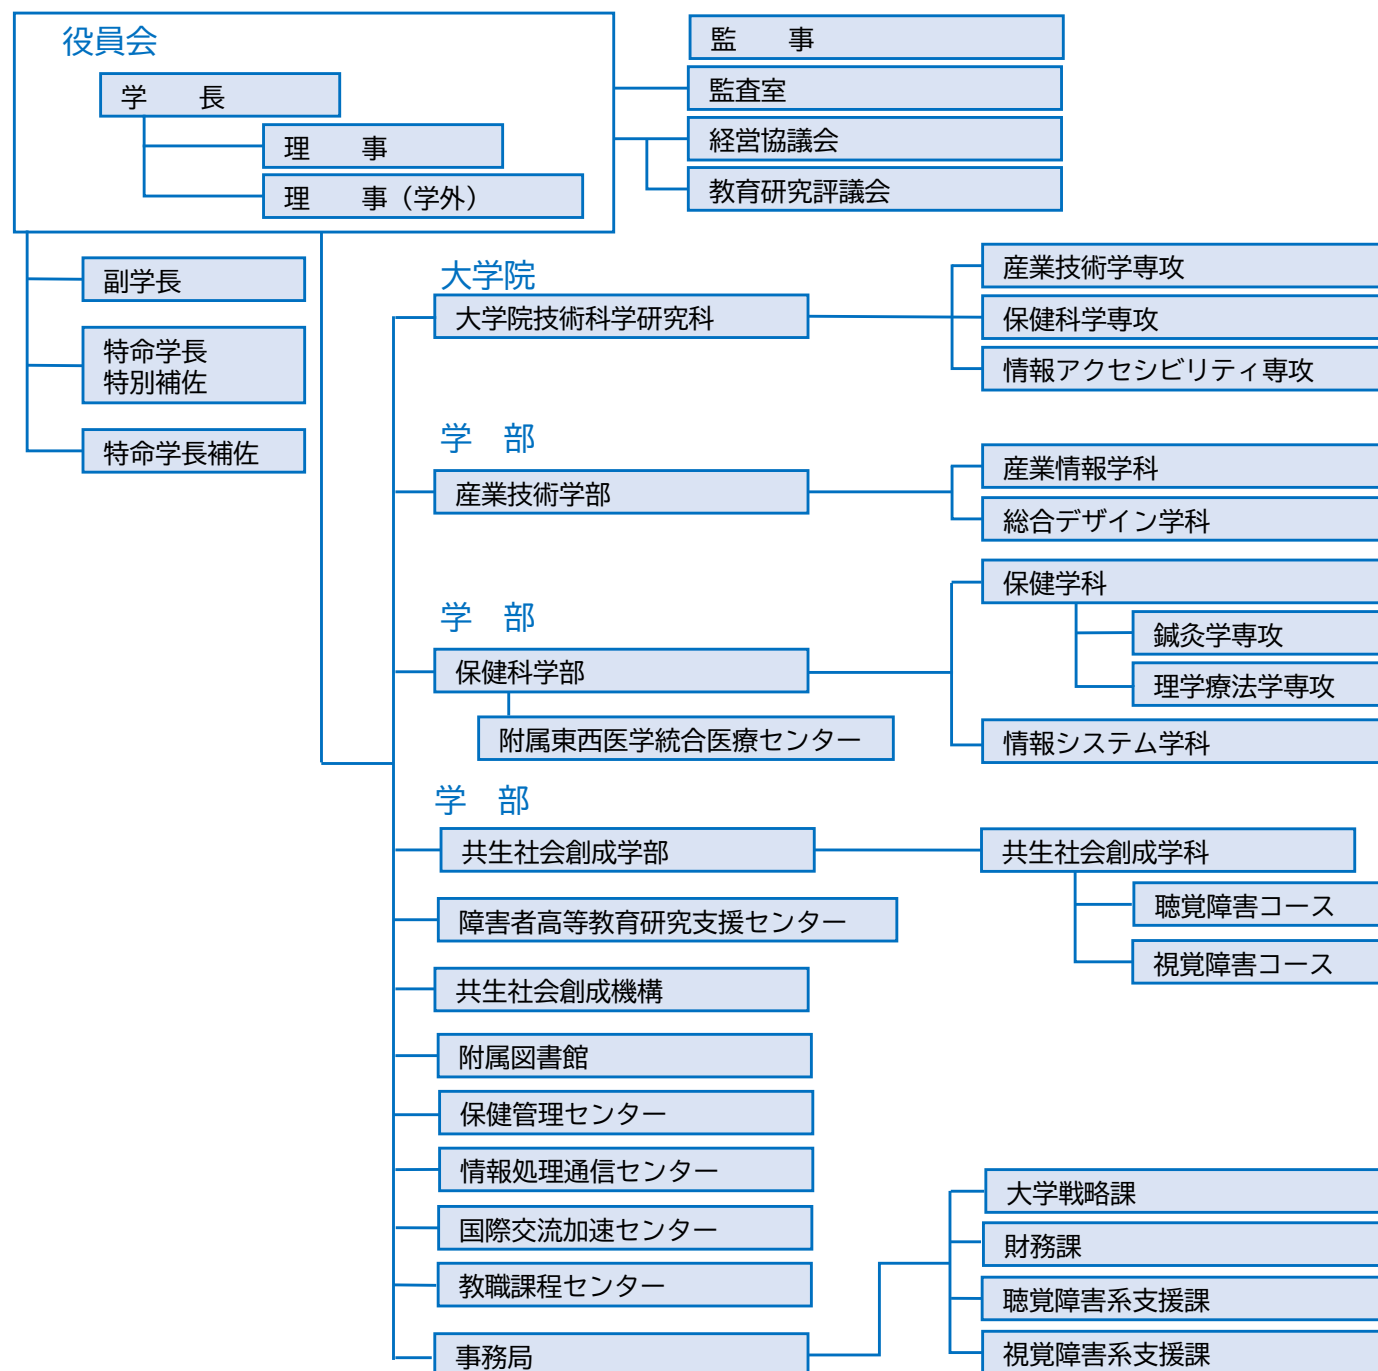 役員会
学　長
理　事
理　事（学外）
監　事
監査室
経営協議会
教育研究評議会
副学長
特命学長
特別補佐
特命学長補佐
大学院
大学院技術科学研究科
産業技術学専攻
保健科学専攻
情報アクセシビリティ専攻
学　部
産業技術学部
産業情報学科
総合デザイン学科
学　部
保健科学部
附属東西医学統合医療センター
保健学科
鍼灸学専攻
理学療法学専攻
情報システム学科
学　部
共生社会創成学部
共生社会創成学科
聴覚障害コース
視覚障害コース
障害者高等教育研究支援センター
共生社会創成機構
附属図書館
保健管理センター
情報処理通信センター
国際交流加速センター
教職課程センター
事務局
大学戦略課
財務課
聴覚障害系支援課
視覚障害系支援課